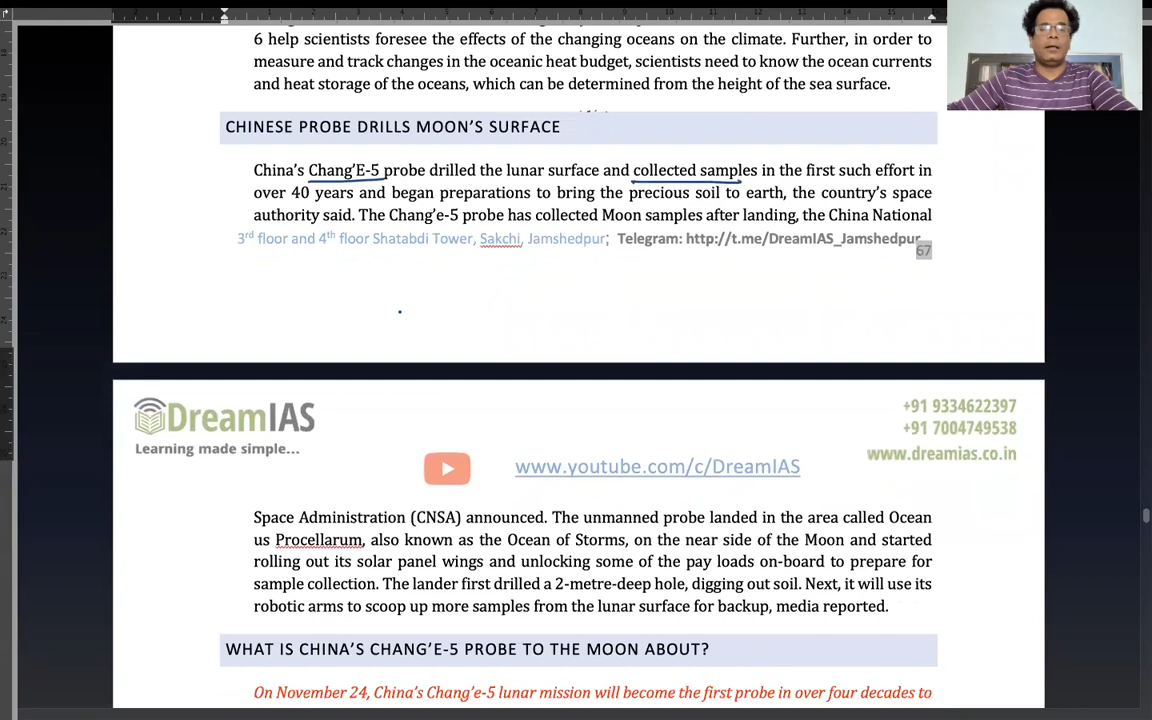 6 help scientists foresee the effects of the changing oceans on the climate. Further, in order to
measure and track changes in the oceanic heat budget, scientists need to know the ocean currents
and heat storage of the oceans, which can be determined from the height of the sea surface.
CHINESE PROBE DRILLS MOON'S SURFACE
China's Chang'E-5 probe drilled the lunar surface and collected samples in the first such effort in
over 40 years and began preparations to bring the precious soil to earth, the country's space
authority said. The Chang'e-5 probe has collected Moon samples after landing, the China National
3rd floor and 4th floor Shatabdi Tower, Sakchi, Jamshedpur; Telegram: http://t.me/DreamIAS_Jamshedpur
67
DreamIAS
Learning made simple...
+91 9334622397
+91 7004749538
www.dreamias.co.in
www.youtube.com/c/DreamIAS
Space Administration (CNSA) announced. The unmanned probe landed in the area called Ocean
us Procellarum, also known as the Ocean of Storms, on the near side of the Moon and started
rolling out its solar panel wings and unlocking some of the pay loads on-board to prepare for
sample collection. The lander first drilled a 2-metre-deep hole, digging out soil. Next, it will use its
robotic arms to scoop up more samples from the lunar surface for backup, media reported.
WHAT IS CHINA'S CHANG'E-5 PROBE TO THE MOON ABOUT?
On November 24, China's Chang'e-5 lunar mission will become the first probe in over four decades to